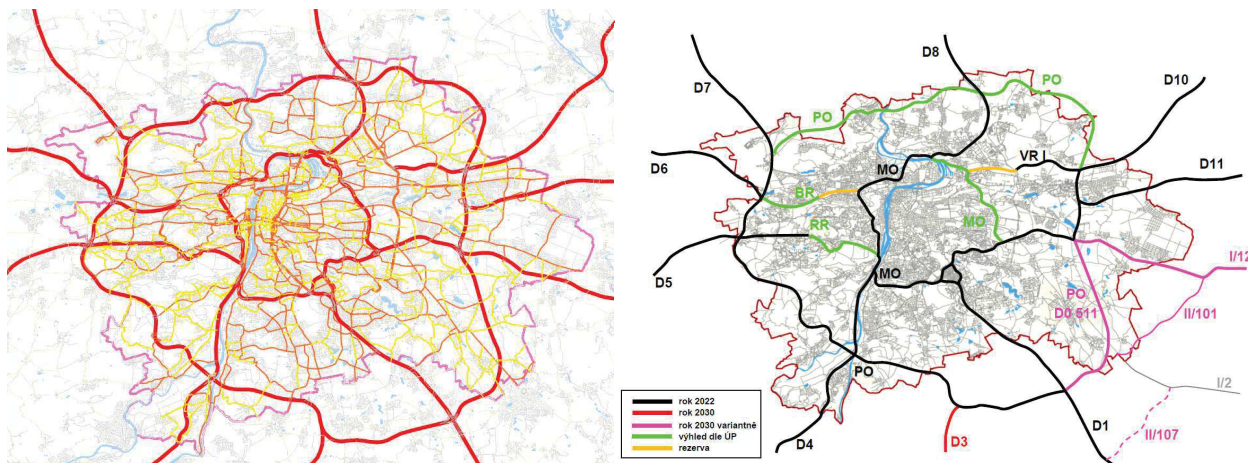 D8
PO
D10
D7
PO
VR I
D11
MO
D6
BR
RR
MO
D5
MO
I/12
PO
D0 511
II/101
PO
I/2
rok 2022
rok 2030
rok 2030 variantně
výhled dle ÚP
rezerva
D4
D3
D1
II/107